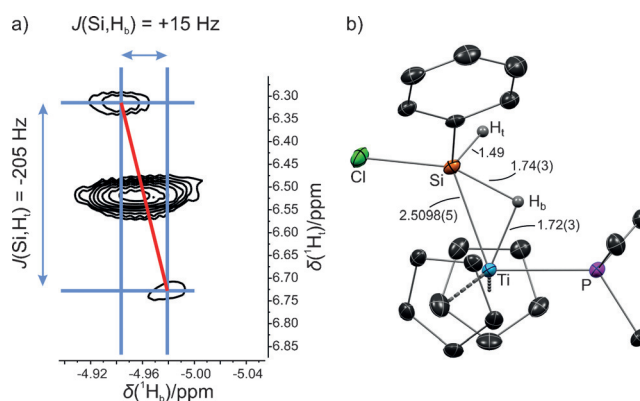 a)
J(Si,Hb) = +15 Hz
J(Si,Ht) = -205 Hz
6.30
6.35
6.40
6.45
6.50
6.55
6.60
6.65
6.70
6.75
6.80
6.85
δ(¹Ht)/ppm
-4.92 -4.96 -5.00 -5.04
δ(¹Hb)/ppm
b)
Ht
1.49
Cl
Si
1.74(3)
Hb
2.5098(5)
1.72(3)
Ti
P